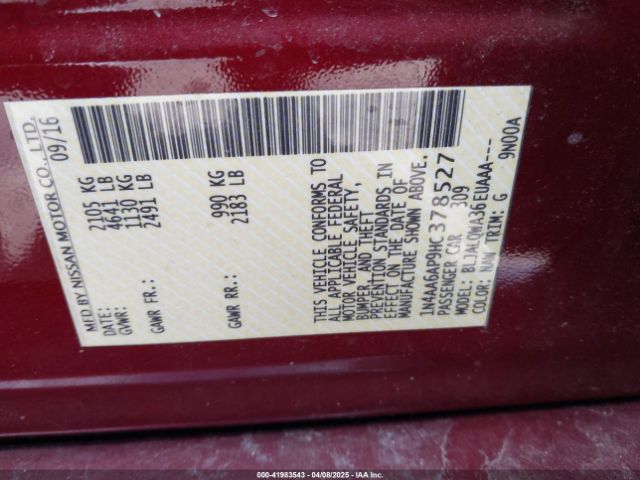 MFD BY NISSAN MOTOR CO., LTD.
DATE: 09/16
GVWR: 2105 KG
4641 LB
GAWR FR.: 1130 KG
2491 LB
GAWR RR.: 990 KG
2183 LB
THIS VEHICLE CONFORMS TO
ALL APPLICABLE FEDERAL
MOTOR VEHICLE SAFETY,
BUMPER, AND THEFT
PREVENTION STANDARDS IN
EFFECT ON THE DATE OF
MANUFACTURE SHOWN ABOVE.
1N4AA6AP9HC378527
PASSENGER CAR 309
MODEL: BLJALQWA36EUAAA---
COLOR: NAW TRIM: G 9N00A
000-41983543 - 04/08/2025 - IAA Inc.